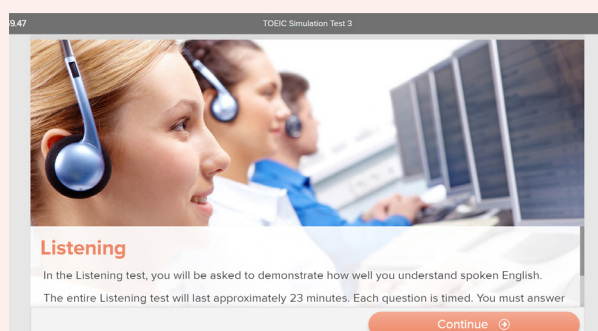 TOEIC Simulation Test 3
Listening
In the Listening test, you will be asked to demonstrate how well you understand spoken English.
The entire Listening test will last approximately 23 minutes. Each question is timed. You must answer
Continue